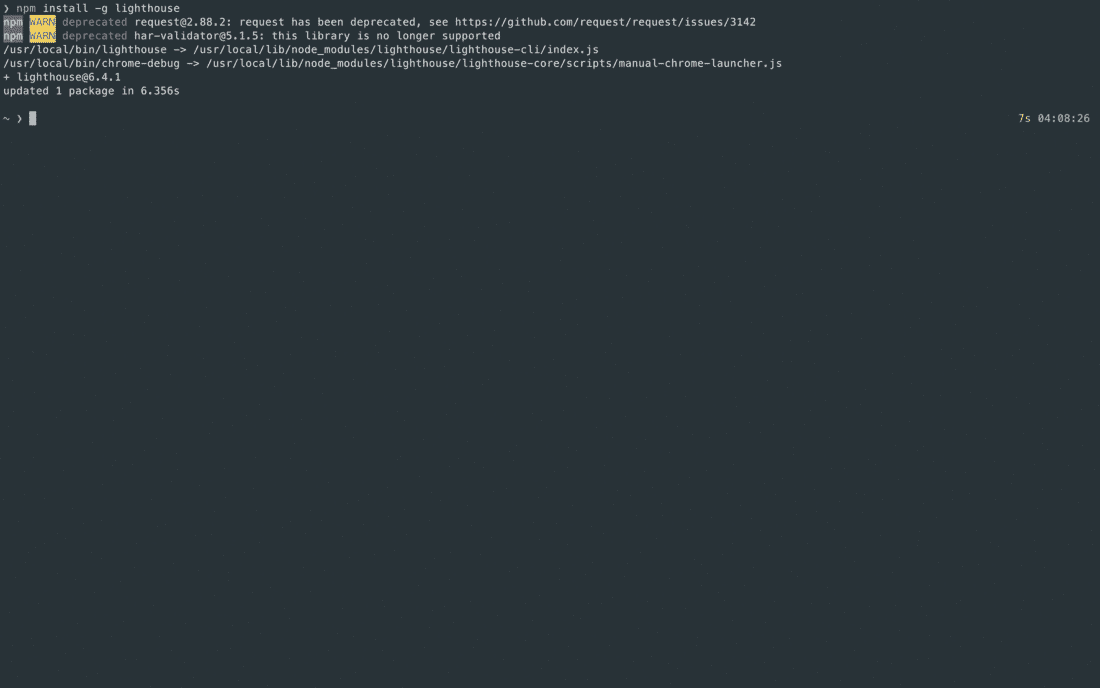 ❯ npm install -g lighthouse
npm WARN deprecated request@2.88.2: request has been deprecated, see https://github.com/request/request/issues/3142
npm WARN deprecated har-validator@5.1.5: this library is no longer supported
/usr/local/bin/lighthouse -> /usr/local/lib/node_modules/lighthouse/lighthouse-cli/index.js
/usr/local/bin/chrome-debug -> /usr/local/lib/node_modules/lighthouse/lighthouse-core/scripts/manual-chrome-launcher.js
+ lighthouse@6.4.1
updated 1 package in 6.356s
~ ❯ 7s 04:08:26